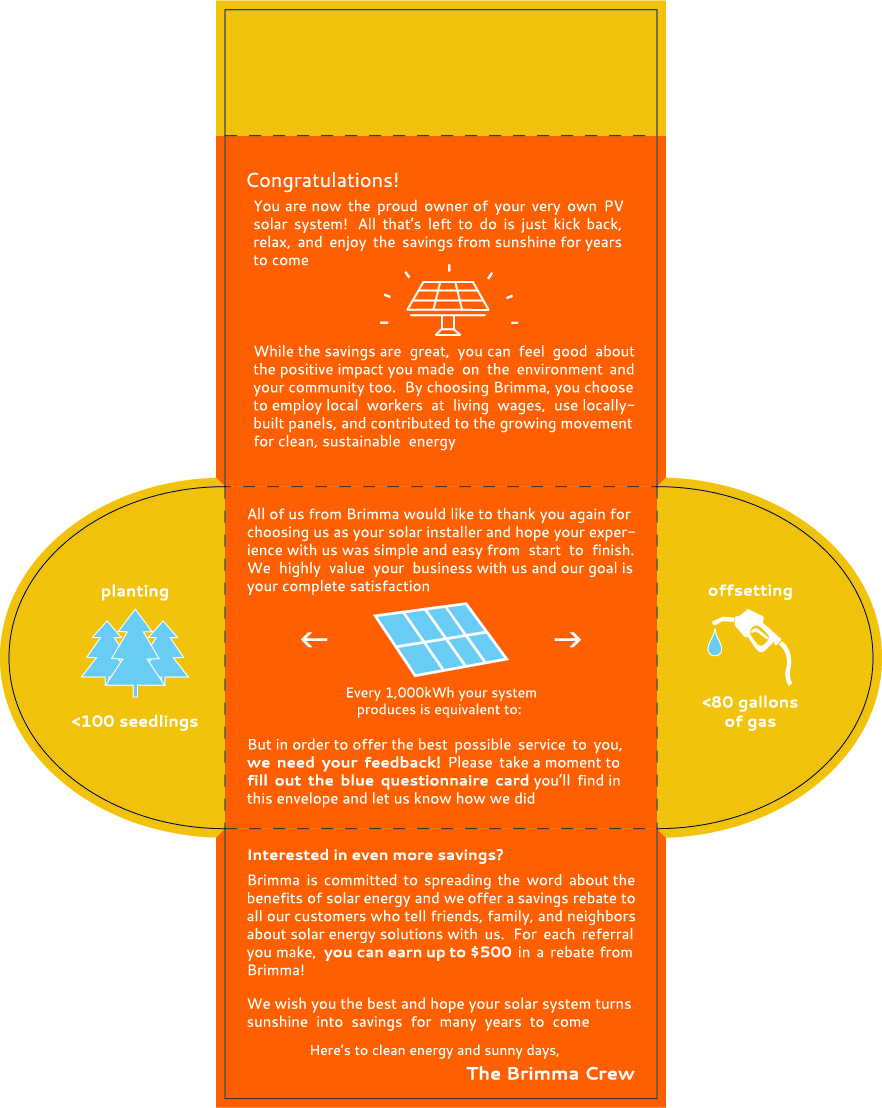 Congratulations!
You are now the proud owner of your very own PV
solar system! All that's left to do is just kick back,
relax, and enjoy the savings from sunshine for years
to come
While the savings are great, you can feel good about
the positive impact you made on the environment and
your community too. By choosing Brimma, you choose
to employ local workers at living wages, use locally-
built panels, and contributed to the growing movement
for clean, sustainable energy
All of us from Brimma would like to thank you again for
choosing us as your solar installer and hope your exper-
ience with us was simple and easy from start to finish.
We highly value your business with us and our goal is
your complete satisfaction
planting
<100 seedlings
Every 1,000kWh your system
produces is equivalent to:
offsetting
<80 gallons
of gas
But in order to offer the best possible service to you,
we need your feedback! Please take a moment to
fill out the blue questionnaire card you'll find in
this envelope and let us know how we did
Interested in even more savings?
Brimma is committed to spreading the word about the
benefits of solar energy and we offer a savings rebate to
all our customers who tell friends, family, and neighbors
about solar energy solutions with us. For each referral
you make, you can earn up to $500 in a rebate from
Brimma!
We wish you the best and hope your solar system turns
sunshine into savings for many years to come
Here's to clean energy and sunny days,
The Brimma Crew